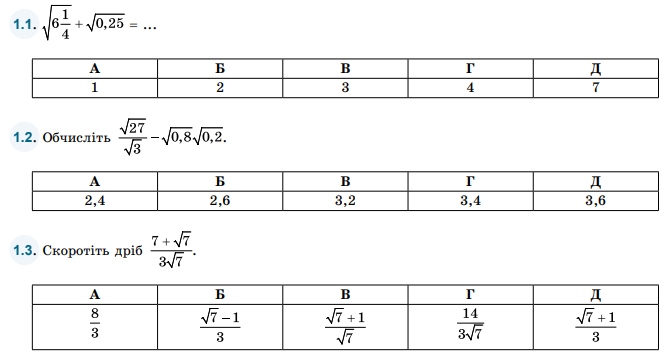 1.1. √(6 1/4) + √0,25 = ...
А Б В Г Д
1 2 3 4 7
1.2. Обчисліть √27/√3 − √0,8√0,2.
А Б В Г Д
2,4 2,6 3,2 3,4 3,6
1.3. Скоротіть дріб (7 + √7)/(3√7).
А Б В Г Д
8/3 (√7 − 1)/3 (√7 + 1)/√7 14/(3√7) (√7 + 1)/3